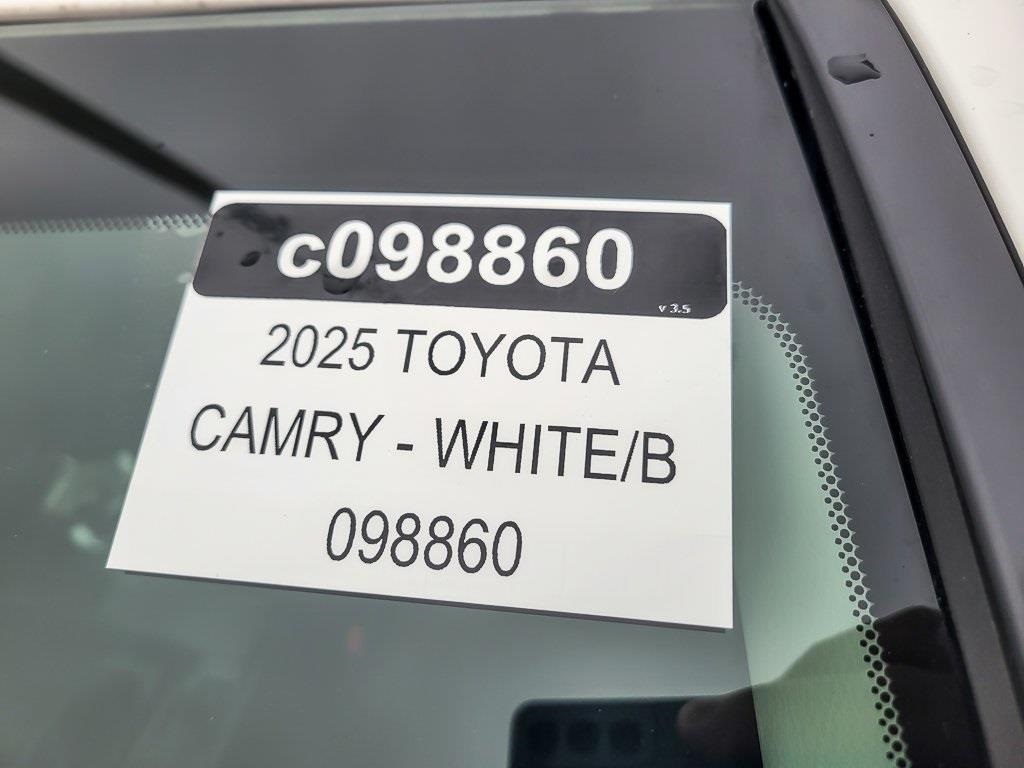 c098860
v 3.5
2025 TOYOTA
CAMRY - WHITE/B
098860